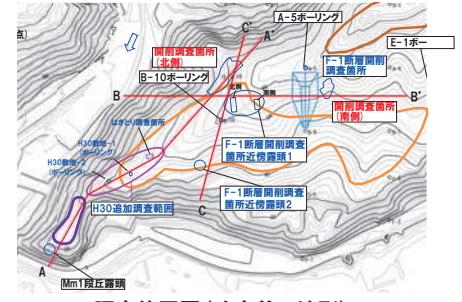 点)
C'
A'
A-5ボーリング
E-1ボー
開削調査箇所
(北側)
F-1断層開削
調査箇所
B-10ボーリング
北側
南側
B
B'
開削調査箇所
(南側)
はぎとり調査箇所
H30敷地-1
(ボーリング)
H30敷地-2
(ボーリング)
F-1断層開削調査
箇所近傍露頭1
F-1断層開削調査
箇所近傍露頭2
H30追加調査範囲
C
A
Mm1段丘露頭